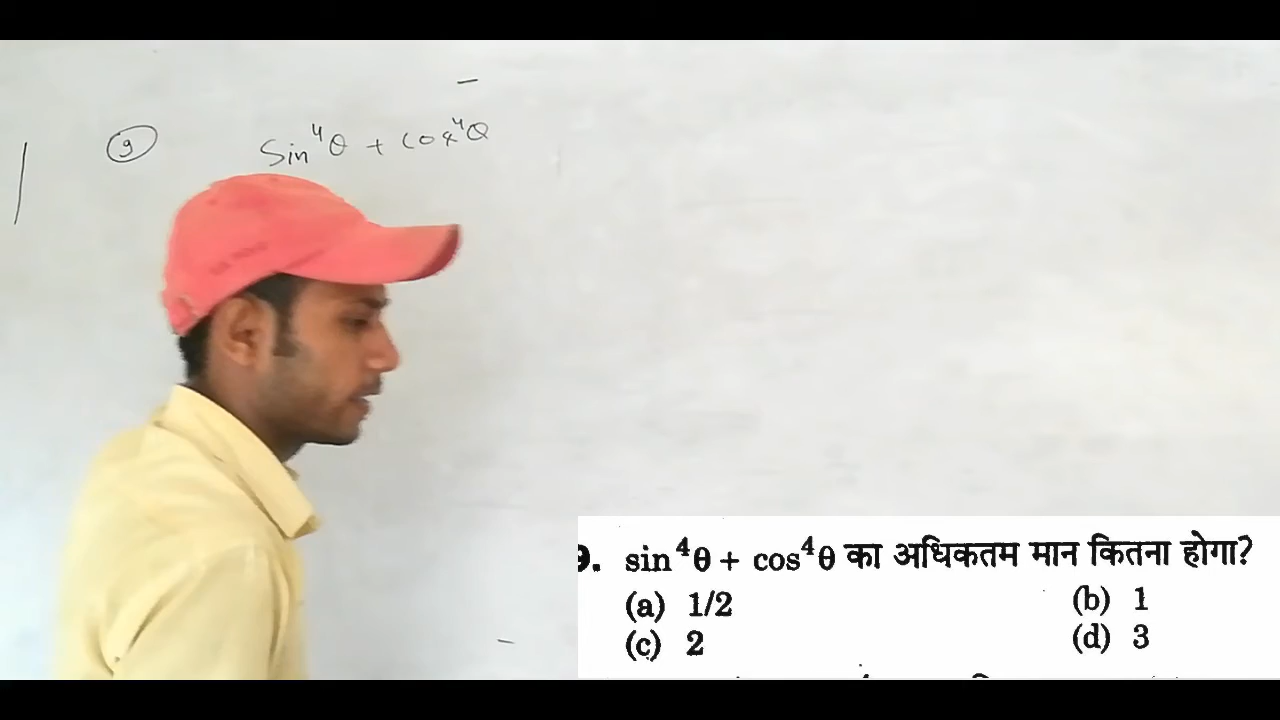 9 sin⁴θ + cos⁴θ
9. sin⁴θ + cos⁴θ का अधिकतम मान कितना होगा?
(a) 1/2 (b) 1
(c) 2 (d) 3